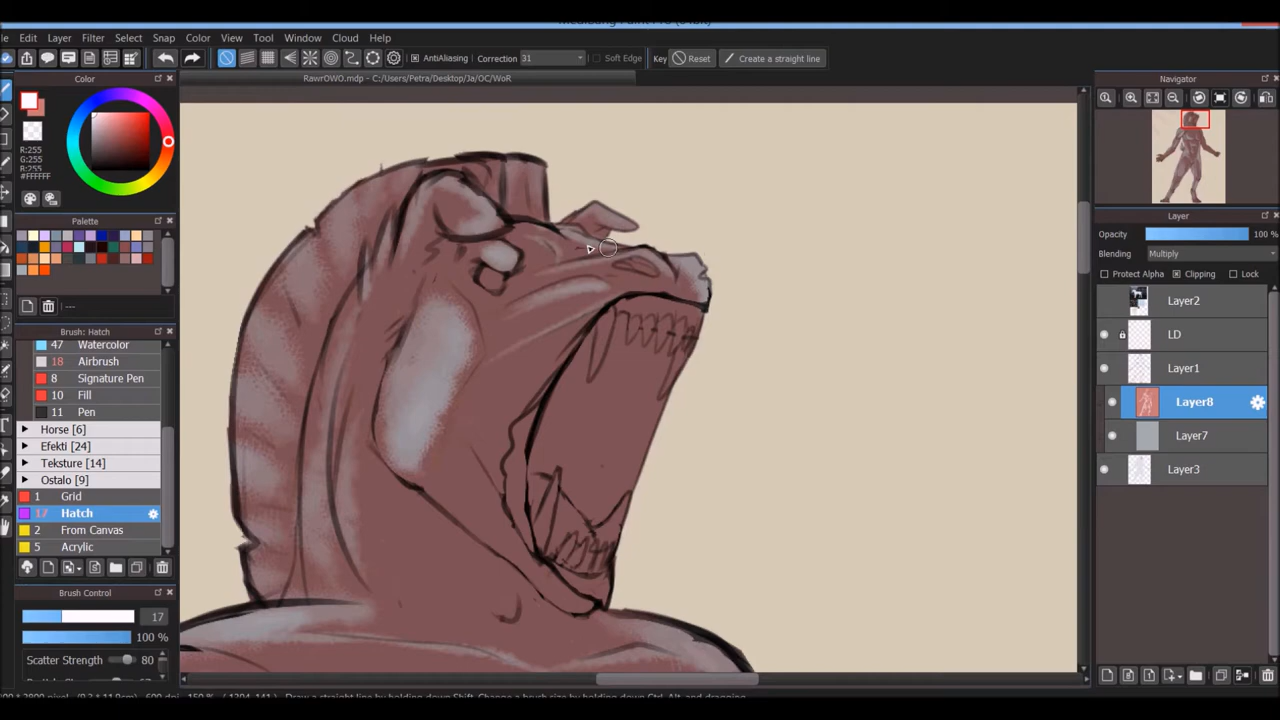 File Edit Layer Filter Select Snap Color View Tool Window Cloud Help
AntiAliasing Correction 31 Soft Edge Key Reset Create a straight line
Color
RawrOWO.mdp - C:/Users/Petra/Desktop/Ja/OC/WoR
Navigator
R:255
G:255
B:255
#FFFFFF
Palette
---
Brush: Hatch
47 Watercolor
18 Airbrush
8 Signature Pen
10 Fill
11 Pen
Horse [6]
Efekti [24]
Teksture [14]
Ostalo [9]
1 Grid
17 Hatch
2 From Canvas
5 Acrylic
Brush Control
17
100 %
Scatter Strength 80
Layer
Opacity 100 %
Blending Multiply
Protect Alpha Clipping Lock
Layer2
LD
Layer1
Layer8
Layer7
Layer3